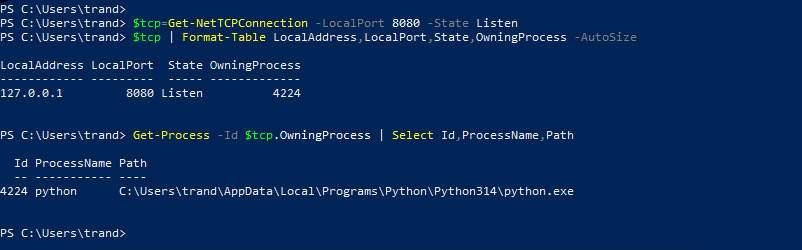 PS C:\Users\trand>
PS C:\Users\trand> $tcp=Get-NetTCPConnection -LocalPort 8080 -State Listen
PS C:\Users\trand> $tcp | Format-Table LocalAddress,LocalPort,State,OwningProcess -AutoSize

LocalAddress LocalPort  State OwningProcess
------------ ---------  ----- -------------
127.0.0.1         8080 Listen          4224


PS C:\Users\trand> Get-Process -Id $tcp.OwningProcess | Select Id,ProcessName,Path

  Id ProcessName Path
  -- ----------- ----
4224 python      C:\Users\trand\AppData\Local\Programs\Python\Python314\python.exe


PS C:\Users\trand>